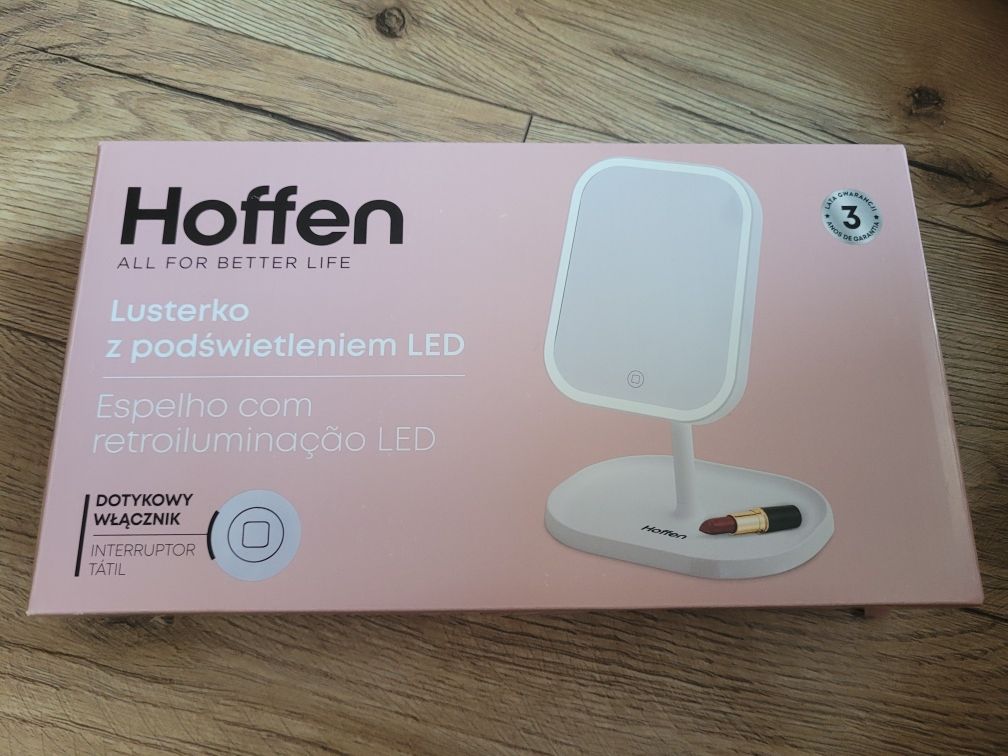 Hoffen
ALL FOR BETTER LIFE
Lusterko
z podświetleniem LED
Espelho com
retroiluminação LED
DOTYKOWY
WŁĄCZNIK
INTERRUPTOR
TÁTIL
LATA GWARANCJI
3
ANOS DE GARANTIA
Hoffen